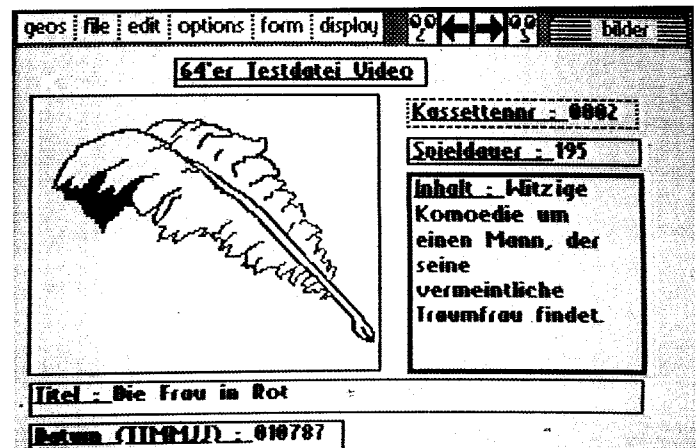 geos file edit options form display bilder
64'er Testdatei Video
Kassettennr : 0002
Spieldauer : 195
Inhalt : Witzige
Komoedie um
einen Mann, der
seine
vermeintliche
Traumfrau findet.
Titel : Die Frau in Rot
Datum (TTMMJJ) : 010787